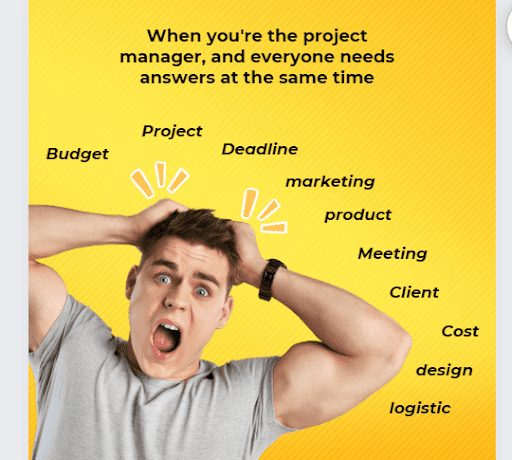 When you're the project
manager, and everyone needs
answers at the same time
Project
Budget
Deadline
marketing
product
Meeting
Client
Cost
design
logistic